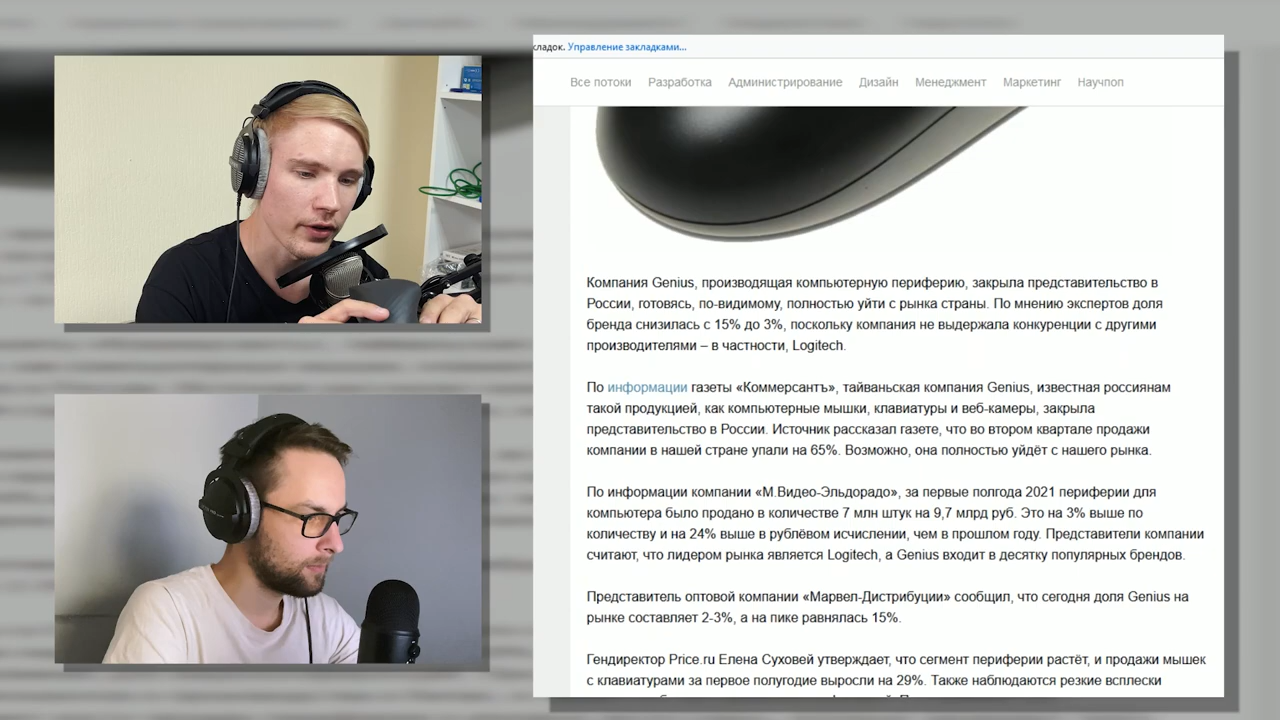 кладок. Управление закладками...
Все потоки Разработка Администрирование Дизайн Менеджмент Маркетинг Научпоп
Компания Genius, производящая компьютерную периферию, закрыла представительство в
России, готовясь, по-видимому, полностью уйти с рынка страны. По мнению экспертов доля
бренда снизилась с 15% до 3%, поскольку компания не выдержала конкуренции с другими
производителями – в частности, Logitech.
По информации газеты «Коммерсантъ», тайваньская компания Genius, известная россиянам
такой продукцией, как компьютерные мышки, клавиатуры и веб-камеры, закрыла
представительство в России. Источник рассказал газете, что во втором квартале продажи
компании в нашей стране упали на 65%. Возможно, она полностью уйдёт с нашего рынка.
По информации компании «М.Видео-Эльдорадо», за первые полгода 2021 периферии для
компьютера было продано в количестве 7 млн штук на 9,7 млрд руб. Это на 3% выше по
количеству и на 24% выше в рублёвом исчислении, чем в прошлом году. Представители компании
считают, что лидером рынка является Logitech, а Genius входит в десятку популярных брендов.
Представитель оптовой компании «Марвел-Дистрибуции» сообщил, что сегодня доля Genius на
рынке составляет 2-3%, а на пике равнялась 15%.
Гендиректор Price.ru Елена Суховей утверждает, что сегмент периферии растёт, и продажи мышек
с клавиатурами за первое полугодие выросли на 29%. Также наблюдаются резкие всплески